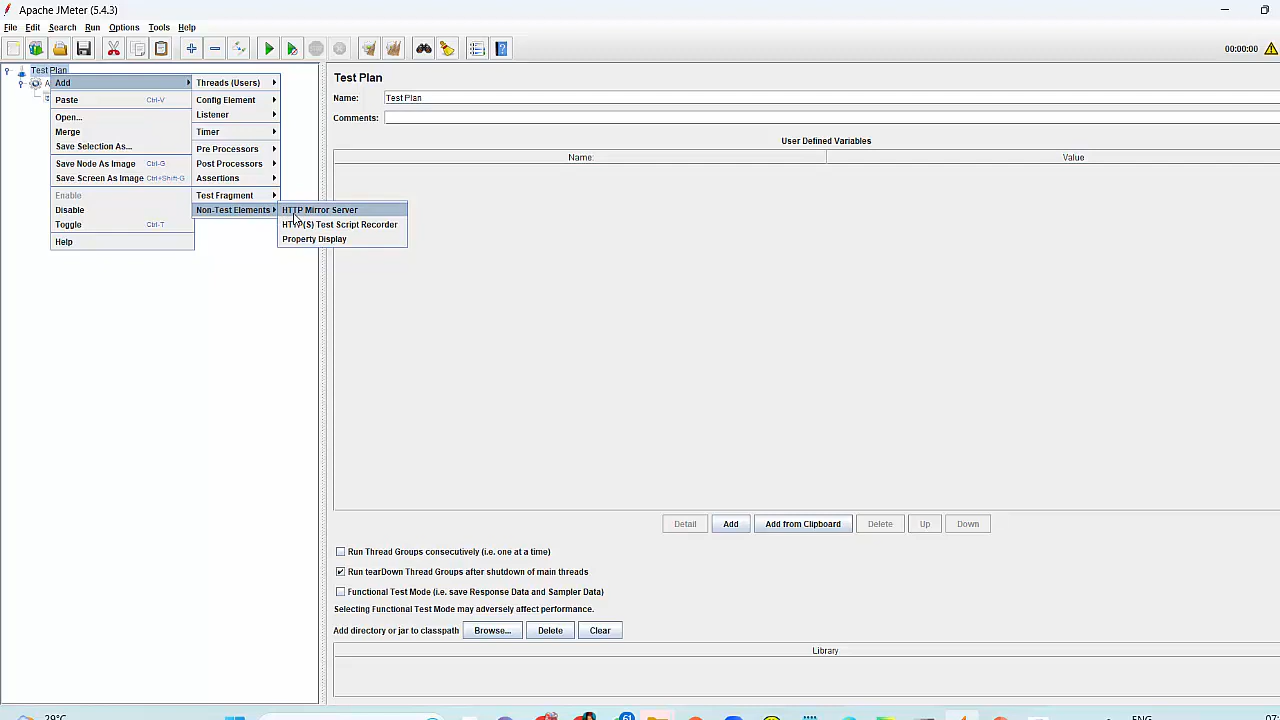 Apache JMeter (5.4.3)
File Edit Search Run Options Tools Help
00:00:00
Test Plan
Add
Paste Ctrl-V
Open...
Merge
Save Selection As...
Save Node As Image Ctrl-G
Save Screen As Image Ctrl+Shift-G
Enable
Disable
Toggle Ctrl-T
Help
Threads (Users)
Config Element
Listener
Timer
Pre Processors
Post Processors
Assertions
Test Fragment
Non-Test Elements
HTTP Mirror Server
HTTP(S) Test Script Recorder
Property Display
Test Plan
Name: Test Plan
Comments:
User Defined Variables
Name: Value
Detail Add Add from Clipboard Delete Up Down
Run Thread Groups consecutively (i.e. one at a time)
Run tearDown Thread Groups after shutdown of main threads
Functional Test Mode (i.e. save Response Data and Sampler Data)
Selecting Functional Test Mode may adversely affect performance.
Add directory or jar to classpath Browse... Delete Clear
Library
29°C
61
ENG